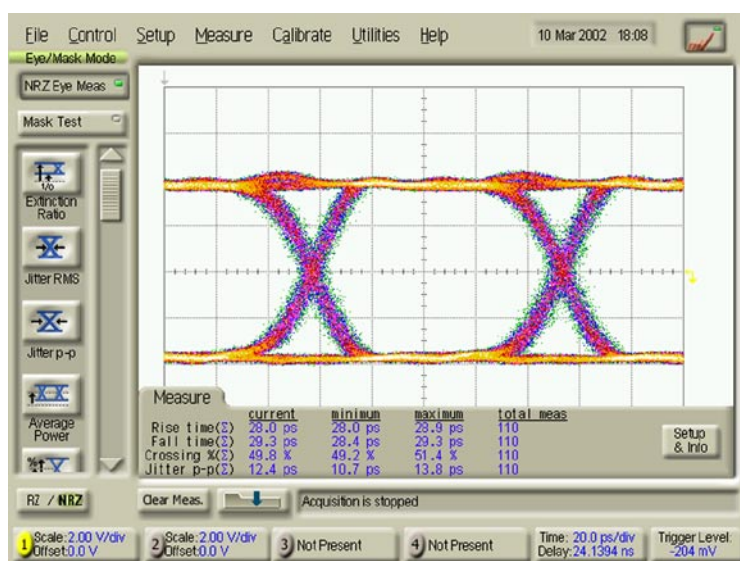 File Control Setup Measure Calibrate Utilities Help 10 Mar 2002 18:08
Eye/Mask Mode
NRZ Eye Meas
Mask Test
1/0
Extinction
Ratio
Jitter RMS
Jitter p-p
Average
Power
Measure
current minimum maximum total meas
Rise time(Σ) 28.0 ps 28.0 ps 28.9 ps 110
Fall time(Σ) 29.3 ps 28.4 ps 29.3 ps 110
Crossing %(Σ) 49.8 % 49.2 % 51.4 % 110
Jitter p-p(Σ) 12.4 ps 10.7 ps 13.8 ps 110
Setup
& Info
RZ / NRZ
Clear Meas.
Acquisition is stopped
1 Scale:2.00 V/div
Offset:0.0 V
2 Scale:2.00 V/div
Offset:0.0 V
3 Not Present
4 Not Present
Time: 20.0 ps/div
Delay:24.1394 ns
Trigger Level:
-204 mV